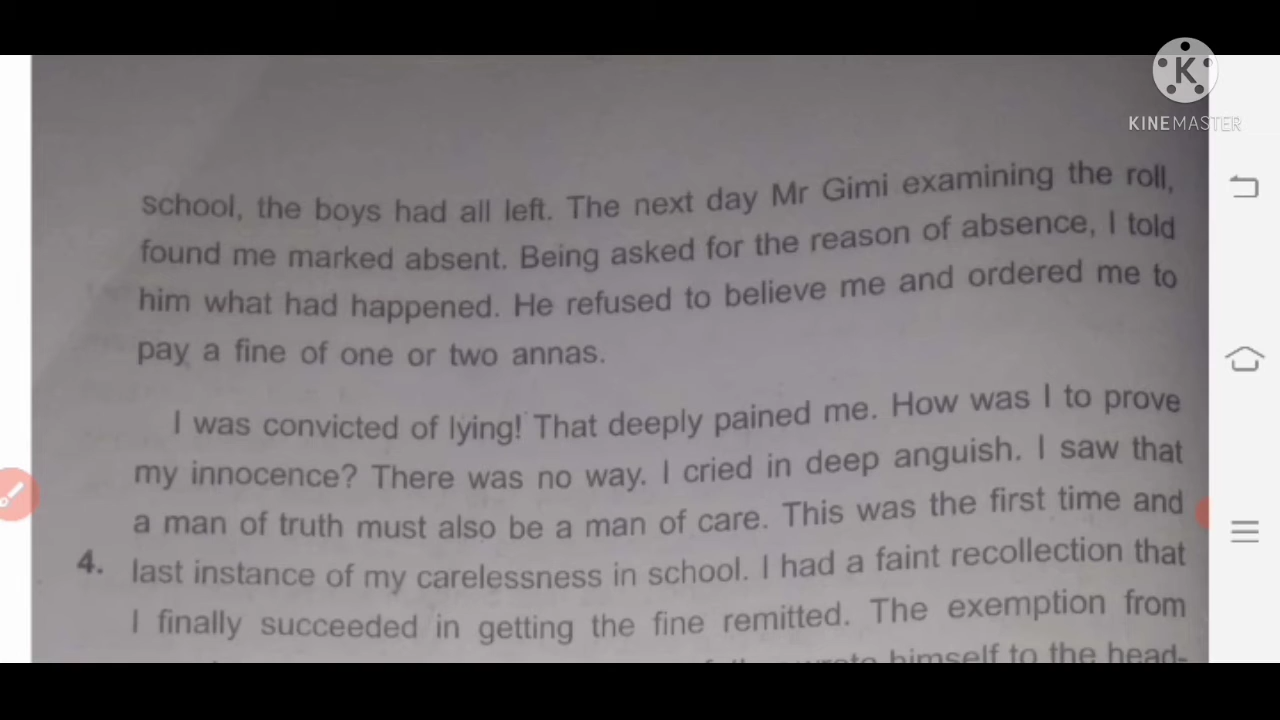 KINEMASTER
school, the boys had all left. The next day Mr Gimi examining the roll,
found me marked absent. Being asked for the reason of absence, I told
him what had happened. He refused to believe me and ordered me to
pay a fine of one or two annas.
I was convicted of lying! That deeply pained me. How was I to prove
my innocence? There was no way. I cried in deep anguish. I saw that
a man of truth must also be a man of care. This was the first time and
4. last instance of my carelessness in school. I had a faint recollection that
I finally succeeded in getting the fine remitted. The exemption from
wrote himself to the head-